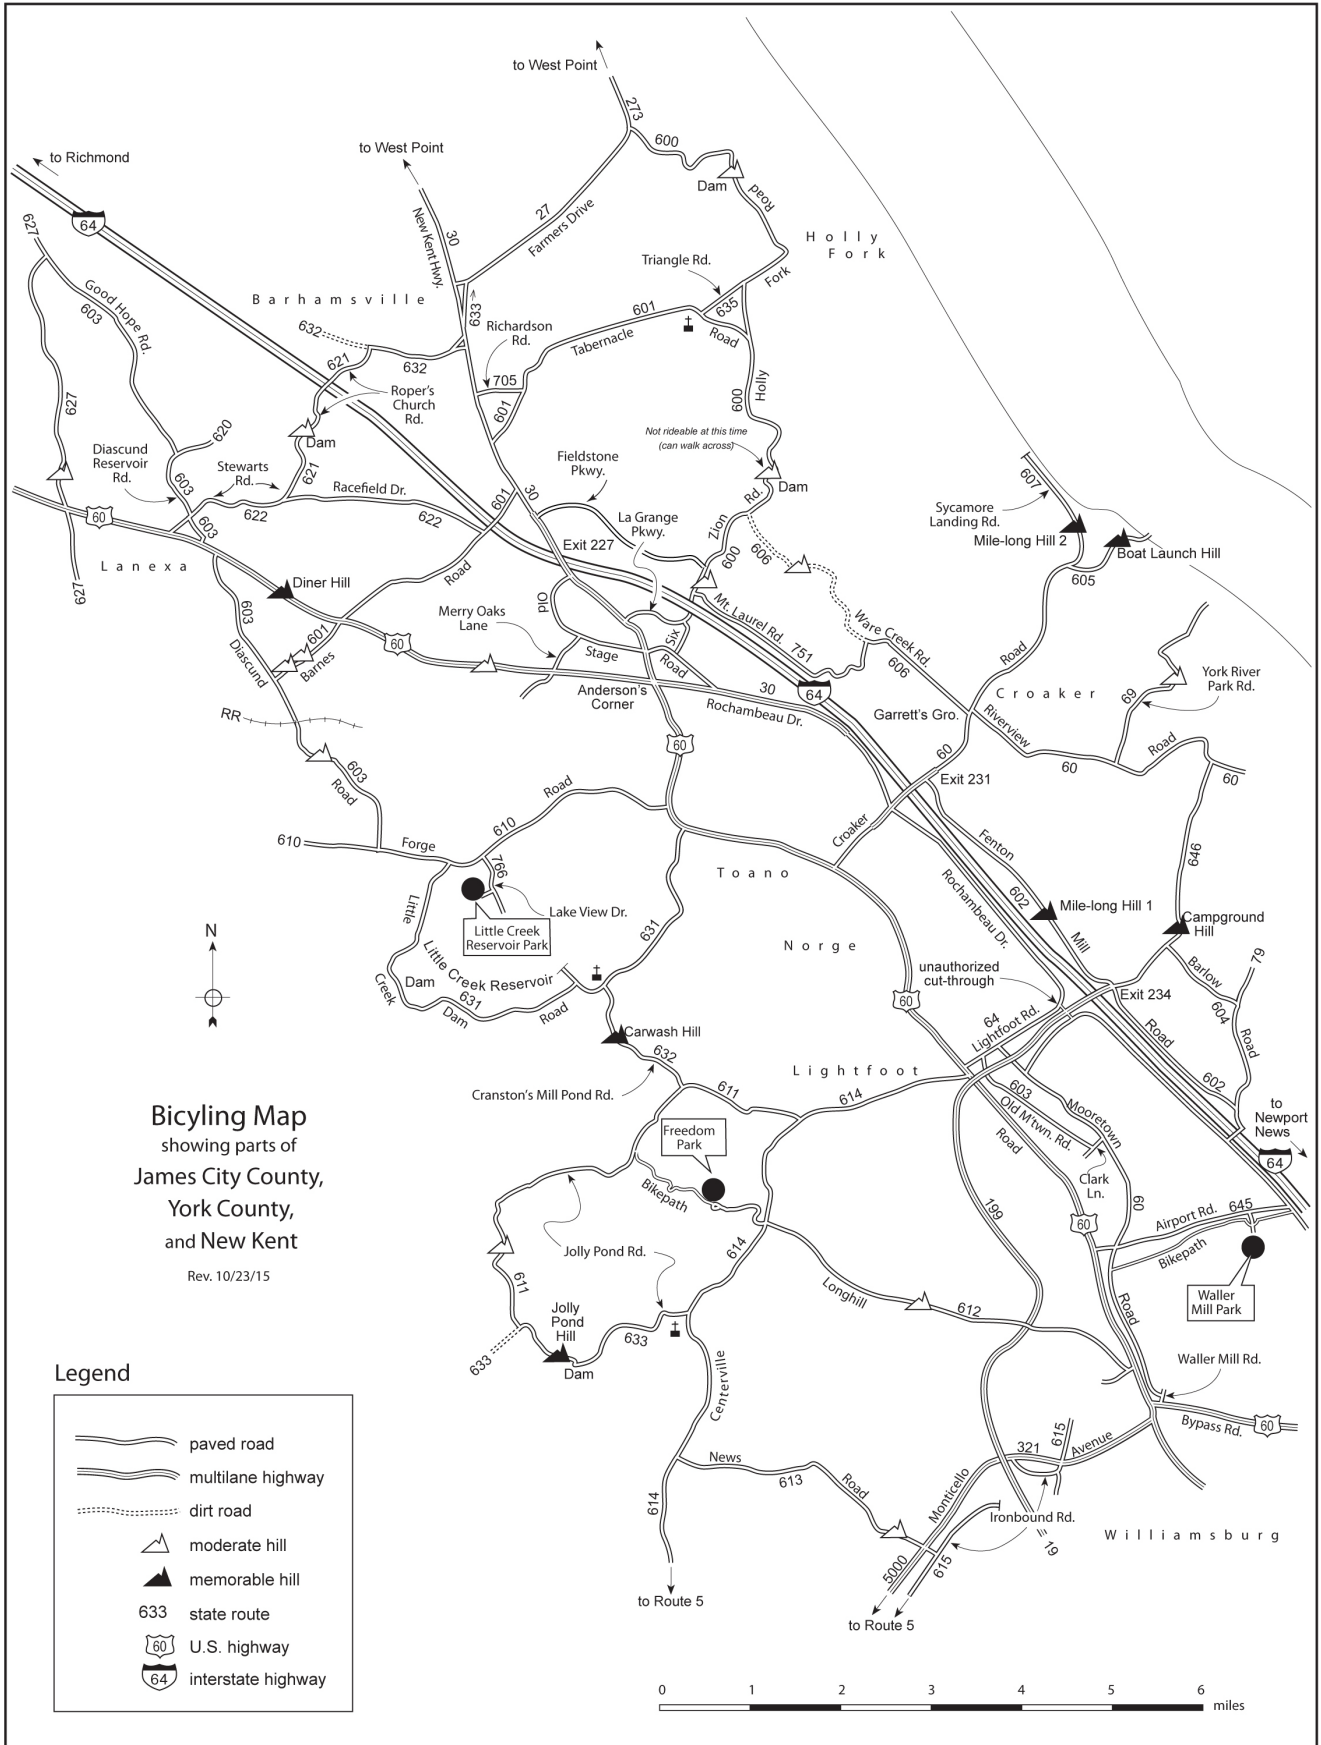 to West Point
273
600
to West Point
to Richmond
Dam
Road
64
627
New Kent Hwy.
30
27
Farmers Drive
Holly
Fork
Triangle Rd.
Fork
Good Hope Rd.
603
Barhamsville
633
601
635
632
Richardson
Rd.
Tabernacle
Road
621
632
705
Roper's
Church
Rd.
601
600
Holly
627
620
Dam
Not rideable at this time
(can walk across)
Diascund
Reservoir
Rd.
Stewarts
Rd.
621
Fieldstone
Pkwy.
603
Racefield Dr.
601
30
Dam
607
Sycamore
Landing Rd.
60
622
622
La Grange
Pkwy.
Zion
Rd.
603
Mile-long Hill 2
Exit 227
600
606
Boat Launch Hill
Lanexa
605
627
Diner Hill
Road
Old
Merry Oaks
Lane
Mt. Laurel Rd.
603
601
60
Stage
Six
751
Ware Creek Rd.
Road
Diascund
Barnes
Road
606
York River
Park Rd.
Anderson's
Corner
30
64
Croaker
69
RR
Rochambeau Dr.
Garrett's Gro.
Riverview
60
60
Road
603
Road
60
60
Exit 231
Road
610
Forge
610
Croaker
Fenton
766
Toano
Rochambeau Dr.
602
646
Little
Lake View Dr.
Mile-long Hill 1
Campground
Hill
Little Creek
Reservoir Park
631
Norge
Mill
N
Little Creek Reservoir
unauthorized
cut-through
Barlow
79
Creek
Dam
631
60
Exit 234
Dam
Road
64
Lightfoot Rd.
604
Carwash Hill
Road
Road
632
Lightfoot
Cranston's Mill Pond Rd.
611
614
603
602
Mooretown
to
Newport
News
Bicyling Map
showing parts of
James City County,
York County,
and New Kent
Rev. 10/23/15
Freedom
Park
Old M'twn. Rd.
Road
64
Bikepath
Clark
Ln.
199
60
60
645
Airport Rd.
Bikepath
Jolly Pond Rd.
614
611
Longhill
Waller
Mill Park
Jolly
Pond
Hill
612
Road
633
633
Dam
Waller Mill Rd.
Legend
Centerville
Bypass Rd.
60
paved road
News
321
615
Avenue
multilane highway
613
Road
Monticello
dirt road
614
Ironbound Rd.
moderate hill
Williamsburg
19
memorable hill
5000
615
633
state route
to Route 5
to Route 5
60
U.S. highway
64
interstate highway
0 1 2 3 4 5 6
miles